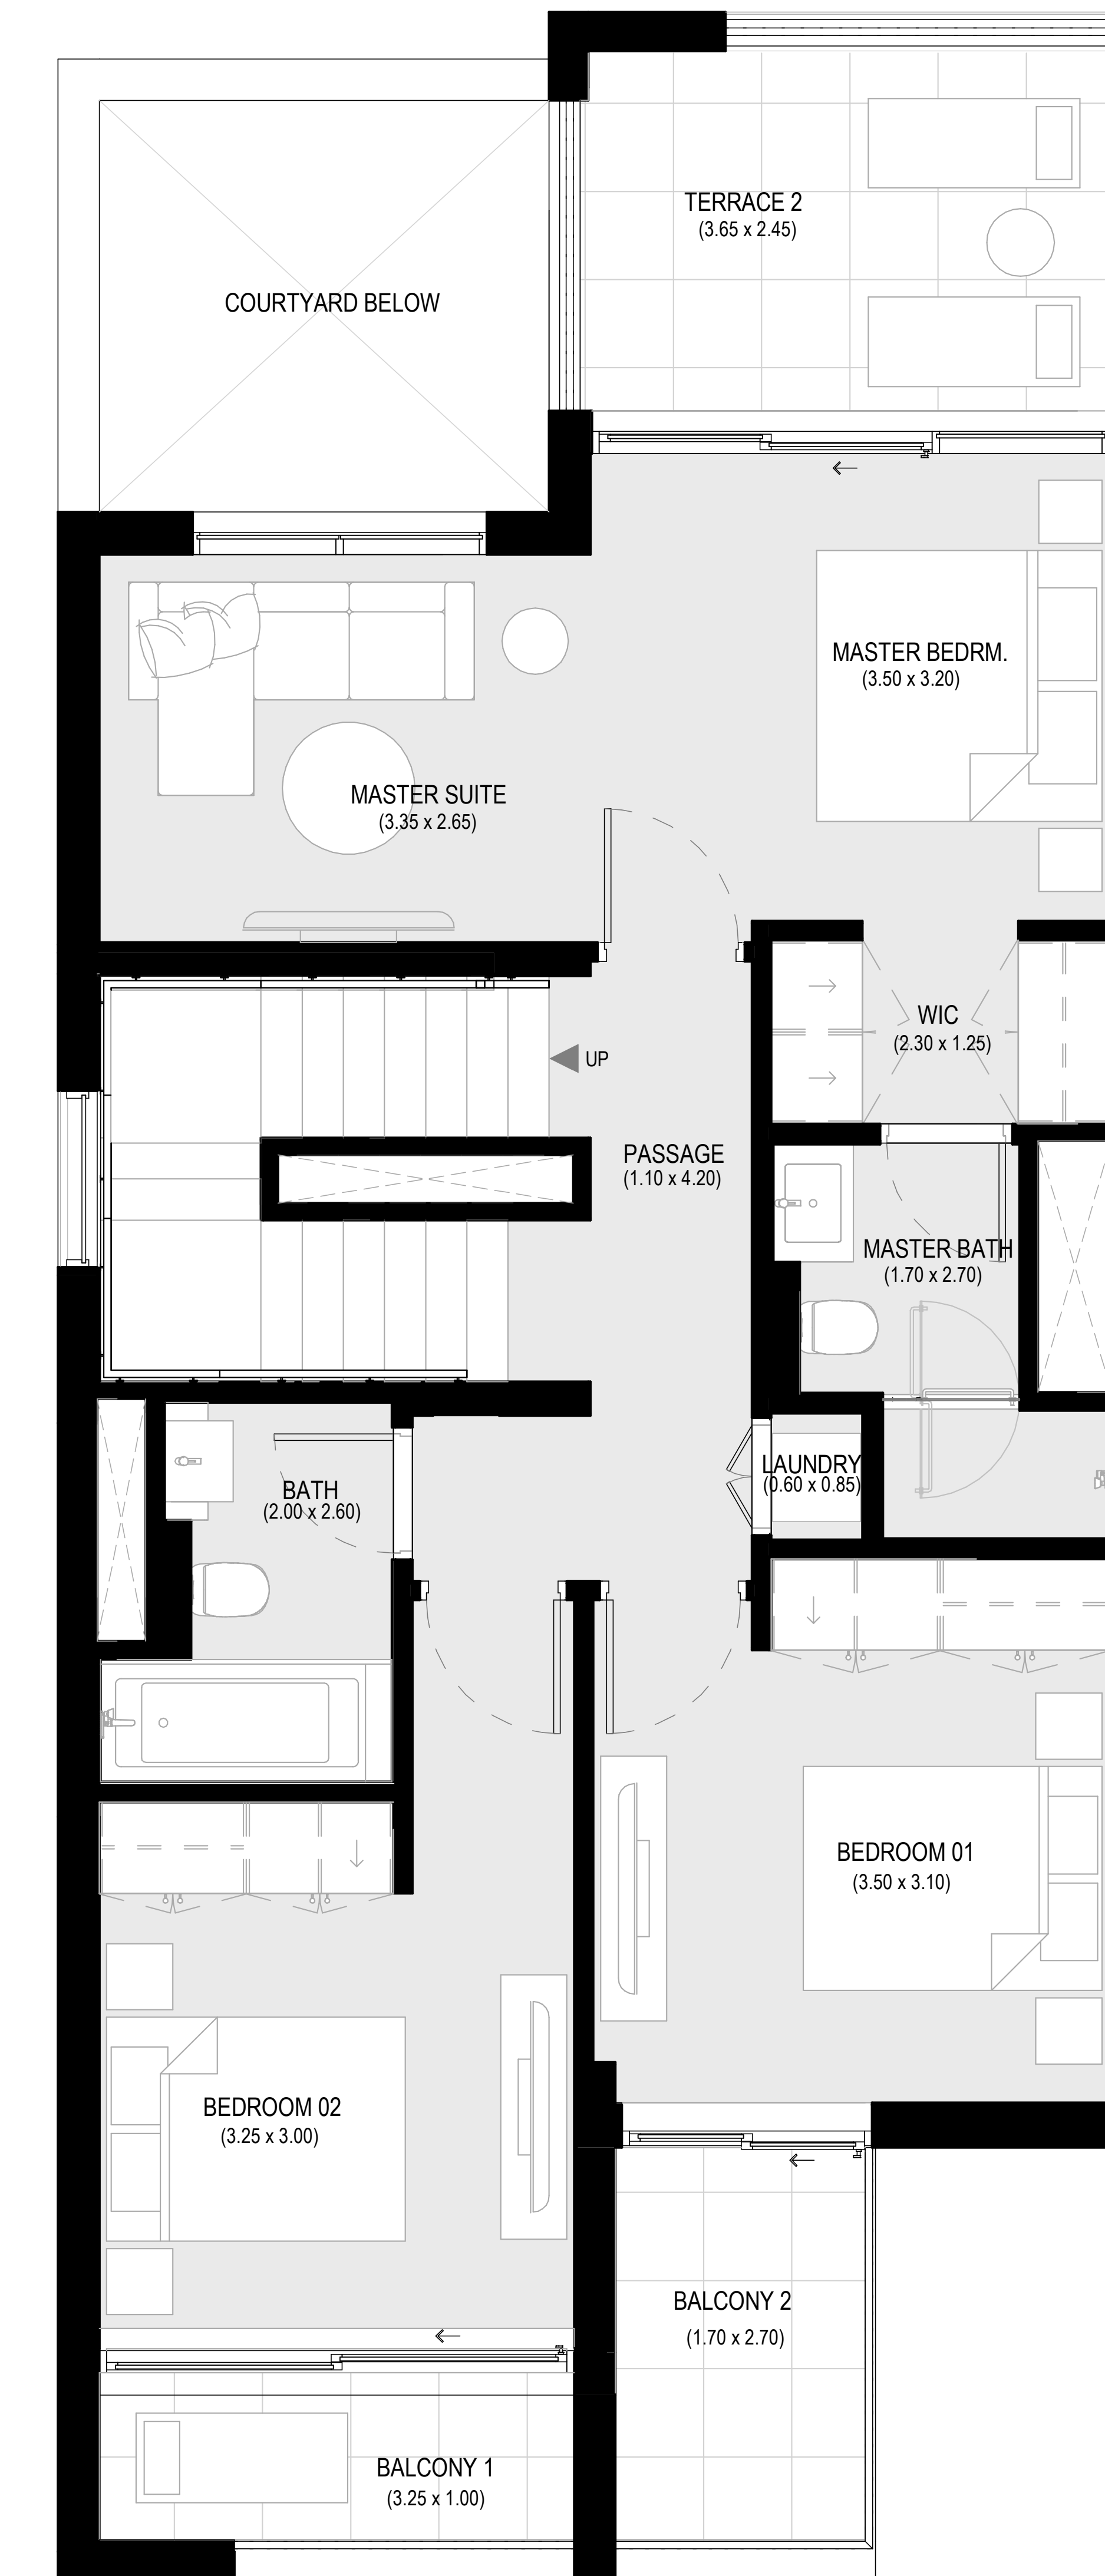 TERRACE 2
(3.65 x 2.45)
COURTYARD BELOW
MASTER BEDRM.
(3.50 x 3.20)
MASTER SUITE
(3.35 x 2.65)
WIC
(2.30 x 1.25)
UP
PASSAGE
(1.10 x 4.20)
MASTER BATH
(1.70 x 2.70)
LAUNDRY
(0.60 x 0.85)
BATH
(2.00 x 2.60)
BEDROOM 01
(3.50 x 3.10)
BEDROOM 02
(3.25 x 3.00)
BALCONY 2
(1.70 x 2.70)
BALCONY 1
(3.25 x 1.00)